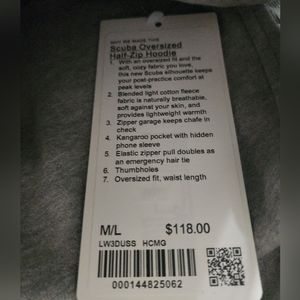 WHY WE MADE THIS
Scuba Oversized
Half-Zip Hoodie
1. With an oversized fit and the
soft, cozy fabric you love,
this new Scuba silhouette keeps
your post-practice comfort at
peak levels
2. Blended light cotton fleece
fabric is naturally breathable,
soft against your skin, and
provides lightweight warmth
3. Zipper garage keeps chafe in
check
4. Kangaroo pocket with hidden
phone sleeve
5. Elastic zipper pull doubles as
an emergency hair tie
6. Thumbholes
7. Oversized fit, waist length
M/L $118.00
LW3DUSS HCMG
000144825062